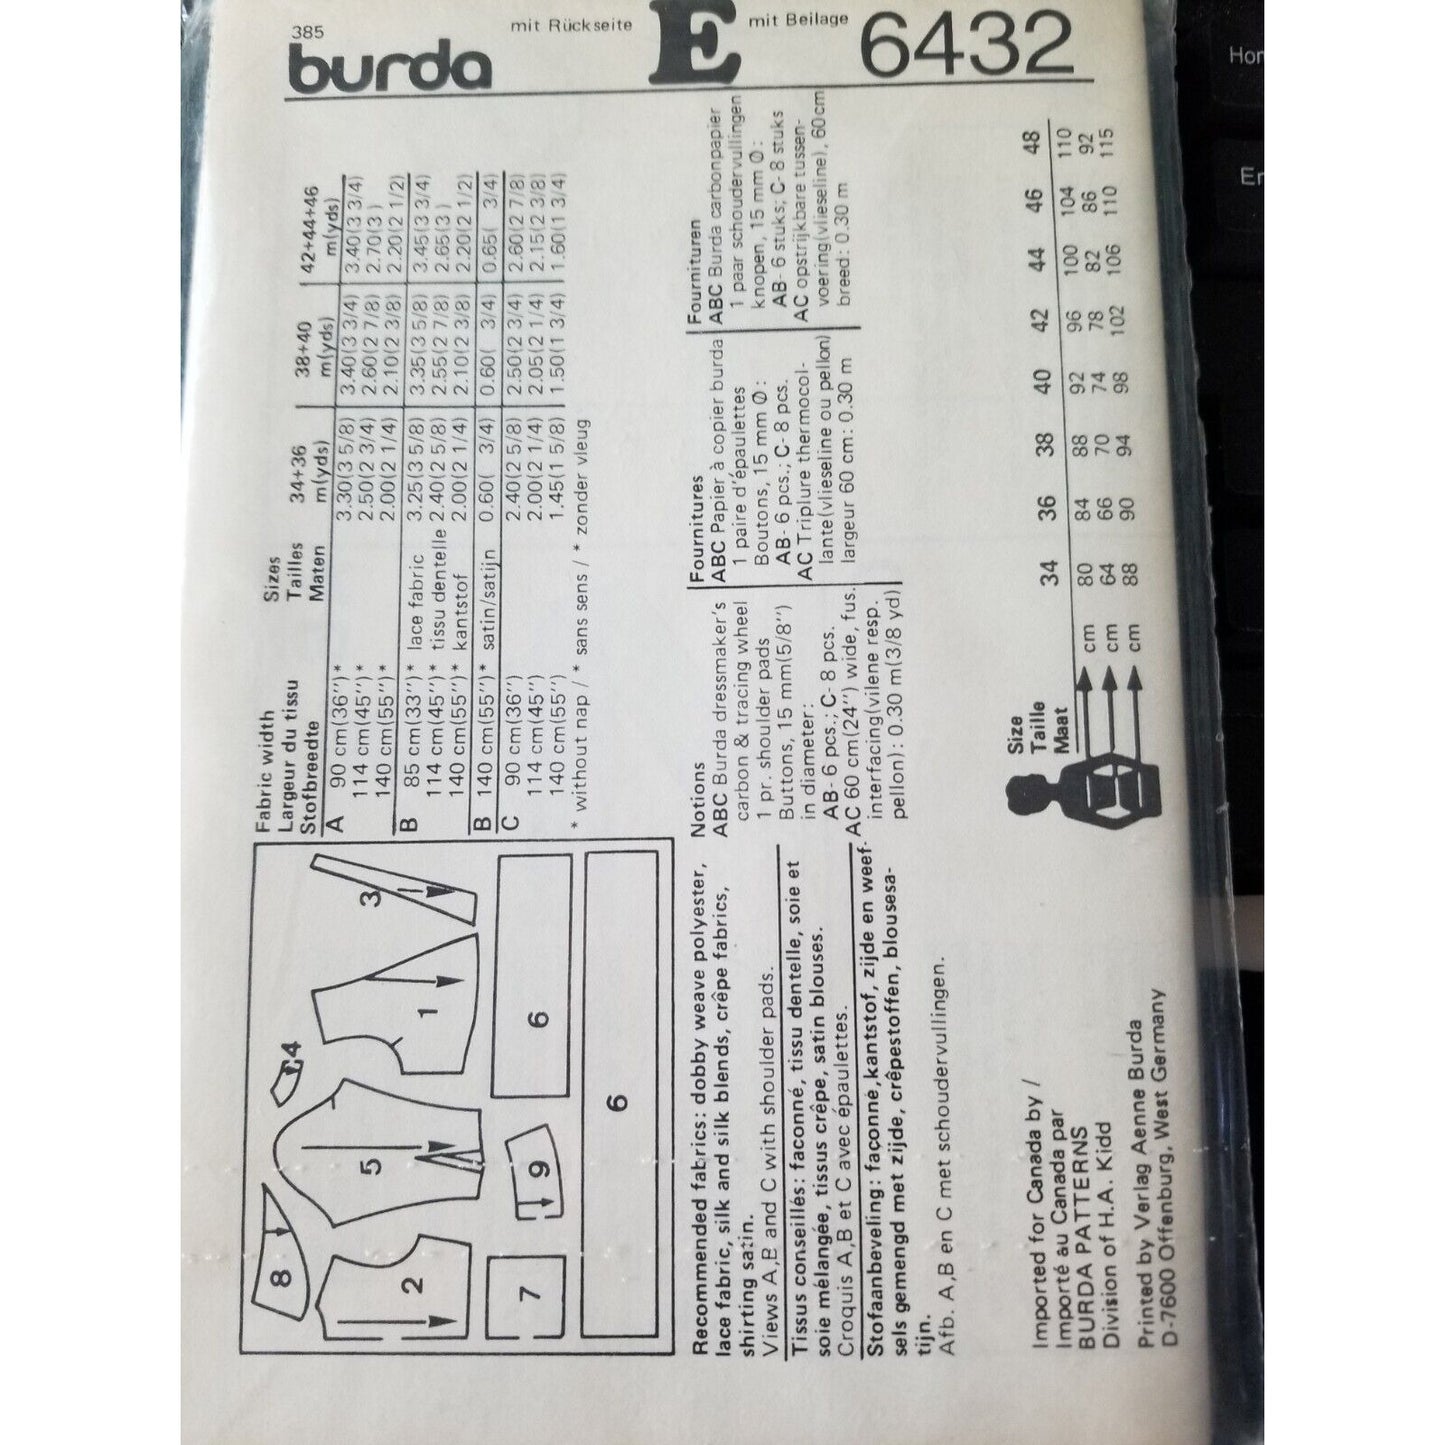 385
burda
mit Rückseite
E
mit Beilage
6432
Fabric width
Largeur du tissu
Stofbreedte
Sizes
Tailles
Maten
34+36
m(yds)
38+40
m(yds)
42+44+46
m(yds)
A 90 cm(36'')* 3.30(3 5/8) 3.40(3 3/4) 3.40(3 3/4)
114 cm(45'')* 2.50(2 3/4) 2.60(2 7/8) 2.70(3 )
140 cm(55'')* 2.00(2 1/4) 2.10(2 3/8) 2.20(2 1/2)
B 85 cm(33'')* lace fabric 3.25(3 5/8) 3.35(3 5/8) 3.45(3 3/4)
114 cm(45'')* tissu dentelle 2.40(2 5/8) 2.55(2 7/8) 2.65(3 )
140 cm(55'')* kantstof 2.00(2 1/4) 2.10(2 3/8) 2.20(2 1/2)
B 140 cm(55'')* satin/satijn 0.60( 3/4) 0.60( 3/4) 0.65( 3/4)
C 90 cm(36'') 2.40(2 5/8) 2.50(2 3/4) 2.60(2 7/8)
114 cm(45'') 2.00(2 1/4) 2.05(2 1/4) 2.15(2 3/8)
140 cm(55'') 1.45(1 5/8) 1.50(1 3/4) 1.60(1 3/4)
* without nap / * sans sens / * zonder vleug
8
2
5
4
1
3
7
9
6
6
Recommended fabrics: dobby weave polyester,
lace fabric, silk and silk blends, crêpe fabrics,
shirting satin.
Views A,B and C with shoulder pads.
Tissus conseillés: faconné, tissu dentelle, soie et
soie mélangée, tissus crêpe, satin blouses.
Croquis A,B et C avec épaulettes.
Stofaanbeveling: façonné,kantstof, zijde en weef-
sels gemengd met zijde, crêpestoffen, blousesa-
tijn.
Afb. A,B en C met schoudervullingen.
Notions
ABC Burda dressmaker's
carbon & tracing wheel
1 pr. shoulder pads
Buttons, 15 mm(5/8'')
in diameter:
AB- 6 pcs.; C- 8 pcs.
AC 60 cm(24'') wide, fus.
interfacing(vilene resp.
pellon): 0.30 m(3/8 yd)
Fournitures
ABC Papier à copier burda
1 paire d'épaulettes
Boutons, 15 mm Ø:
AB- 6 pcs.; C- 8 pcs.
AC Triplure thermocol-
lante(vlieseline ou pellon)
largeur 60 cm: 0.30 m
Fournituren
ABC Burda carbonpapier
1 paar schoudervullingen
knopen, 15 mm Ø:
AB- 6 stuks; C- 8 stuks
AC opstrijkbare tussen-
voering(vlieseline), 60cm
breed: 0.30 m
Size
Taille
Maat
34 36 38 40 42 44 46 48
cm 80 84 88 92 96 100 104 110
cm 64 66 70 74 78 82 86 92
cm 88 90 94 98 102 106 110 115
Imported for Canada by /
Importé au Canada par
BURDA PATTERNS
Division of H.A. Kidd
Printed by Verlag Aenne Burda
D-7600 Offenburg, West Germany